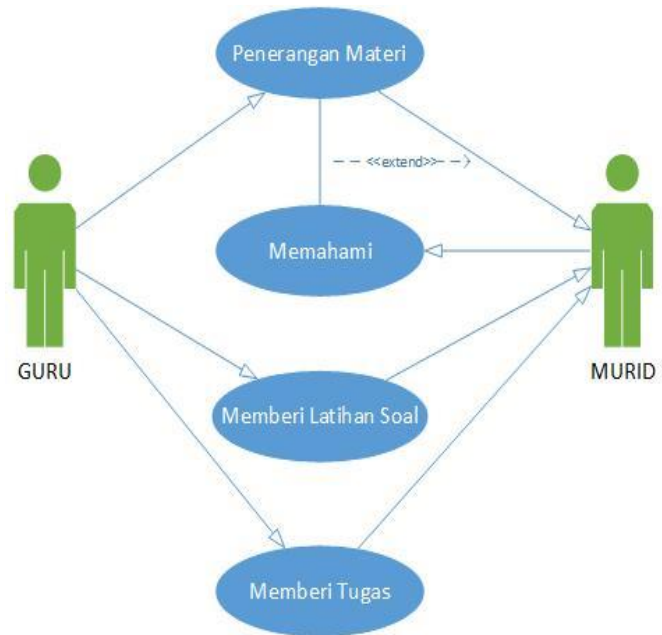 Penerangan Materi
<<extend>>
Memahami
GURU
MURID
Memberi Latihan Soal
Memberi Tugas